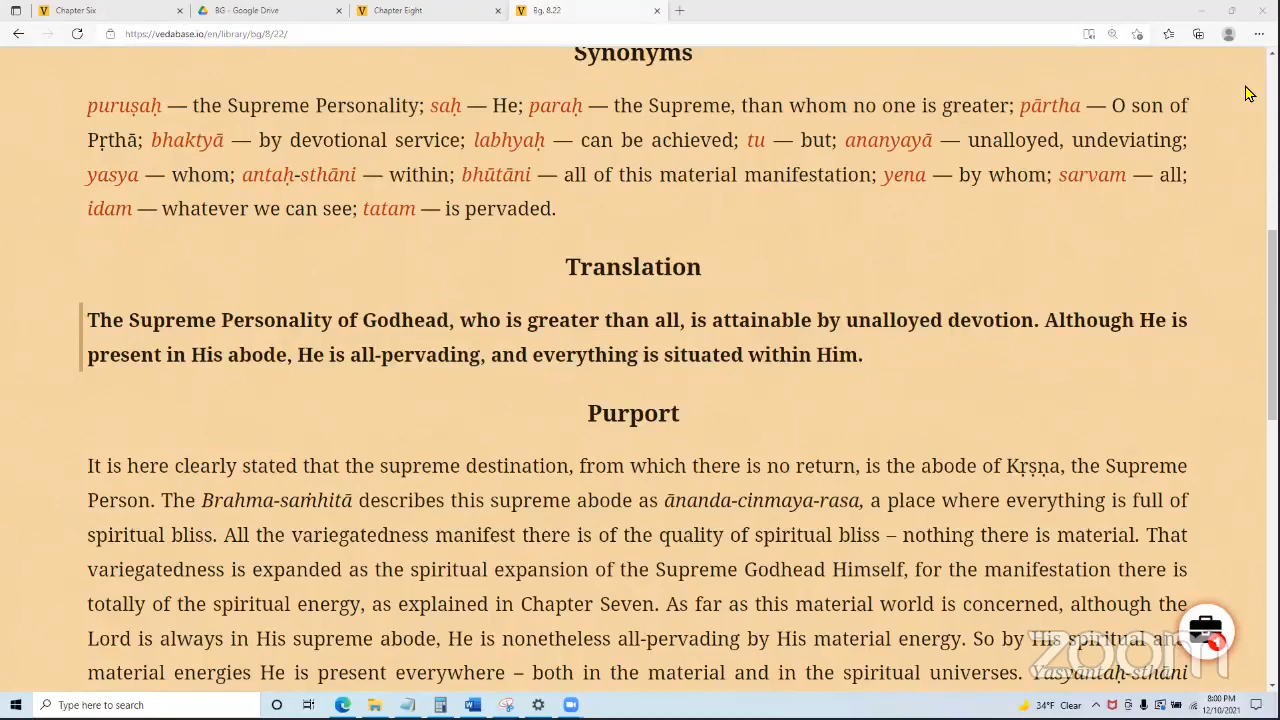 Chapter Six
BG - Google Drive
Chapter Eight
Bg. 8.22
https://vedabase.io/en/library/bg/8/22/
Synonyms
puruṣaḥ — the Supreme Personality; saḥ — He; paraḥ — the Supreme, than whom no one is greater; pārtha — O son of
Pṛthā; bhaktyā — by devotional service; labhyaḥ — can be achieved; tu — but; ananyayā — unalloyed, undeviating;
yasya — whom; antaḥ-sthāni — within; bhūtāni — all of this material manifestation; yena — by whom; sarvam — all;
idam — whatever we can see; tatam — is pervaded.
Translation
The Supreme Personality of Godhead, who is greater than all, is attainable by unalloyed devotion. Although He is
present in His abode, He is all-pervading, and everything is situated within Him.
Purport
It is here clearly stated that the supreme destination, from which there is no return, is the abode of Kṛṣṇa, the Supreme
Person. The Brahma-saṁhitā describes this supreme abode as ānanda-cinmaya-rasa, a place where everything is full of
spiritual bliss. All the variegatedness manifest there is of the quality of spiritual bliss – nothing there is material. That
variegatedness is expanded as the spiritual expansion of the Supreme Godhead Himself, for the manifestation there is
totally of the spiritual energy, as explained in Chapter Seven. As far as this material world is concerned, although the
Lord is always in His supreme abode, He is nonetheless all-pervading by His material energy. So by His spiritual and
material energies He is present everywhere – both in the material and in the spiritual universes. Yasyāntaḥ-sthāni
zoom
Type here to search
34°F Clear
8:00 PM
12/10/2021